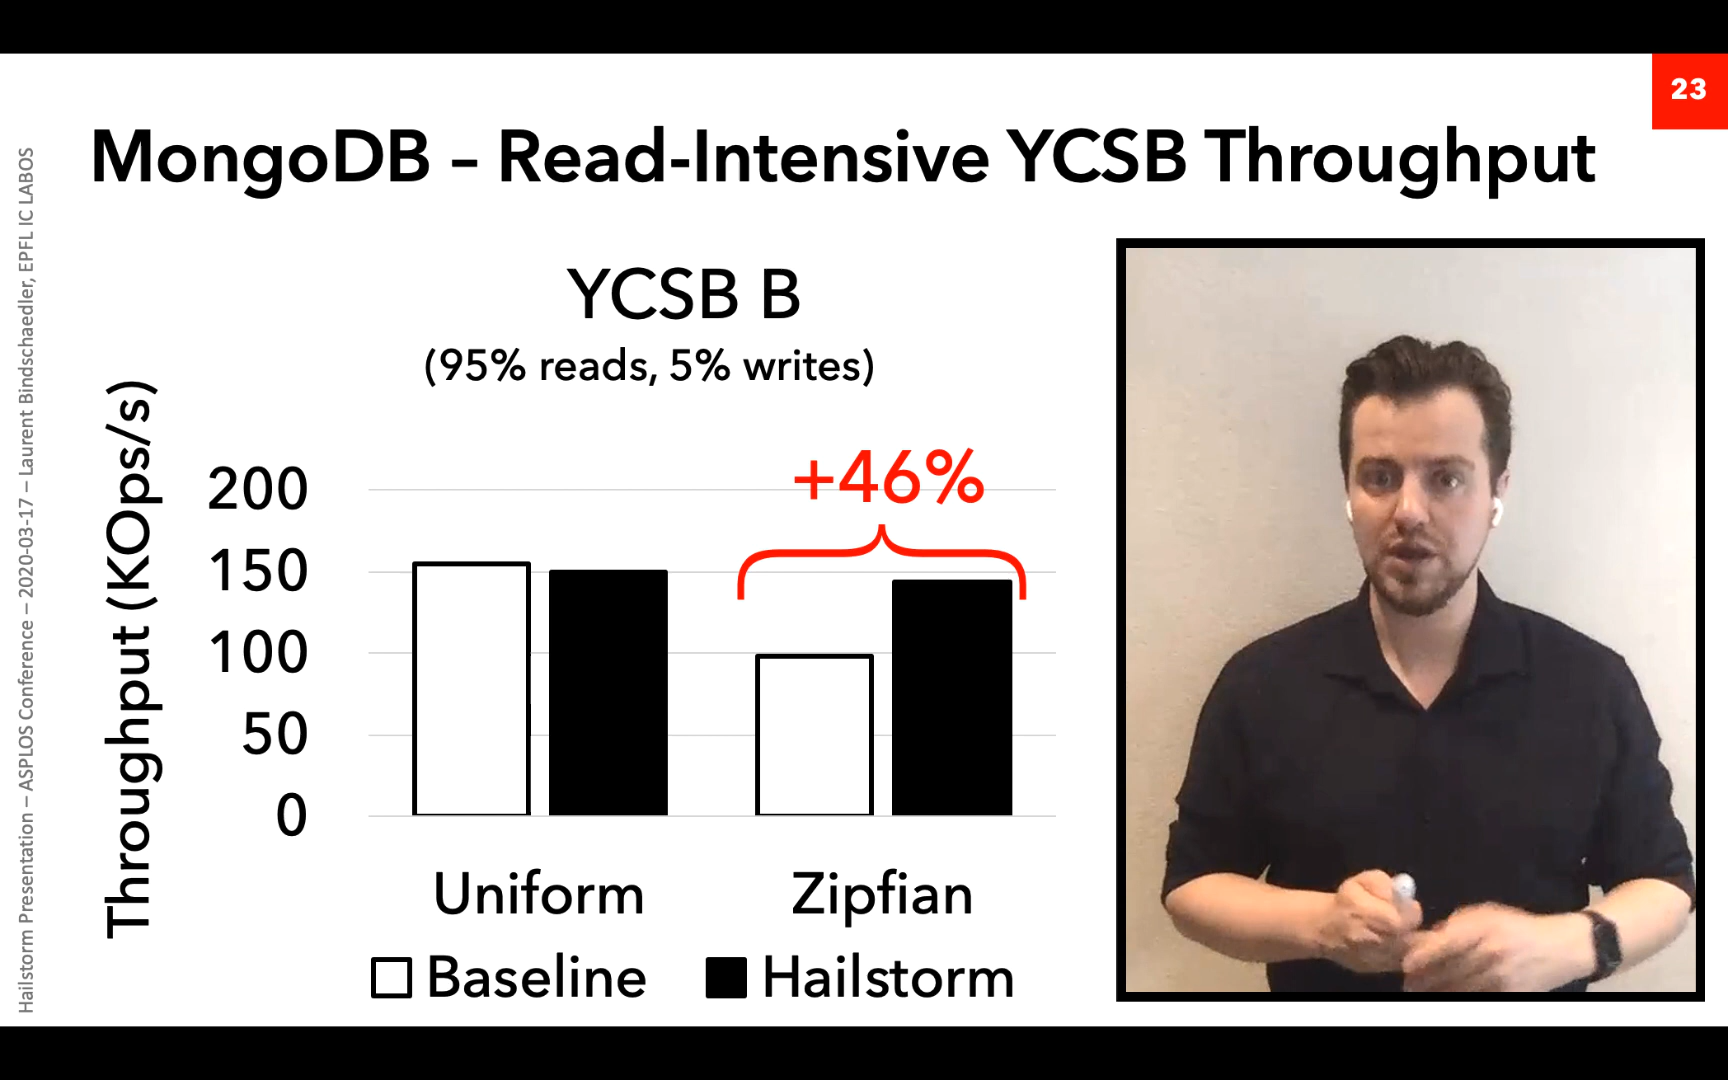 23
MongoDB – Read-Intensive YCSB Throughput
Hailstorm Presentation – ASPLOS Conference – 2020-03-17 – Laurent Bindschaedler, EPFL IC LABOS
YCSB B
(95% reads, 5% writes)
Throughput (KOps/s)
200
150
100
50
0
+46%
Uniform
Zipfian
Baseline
Hailstorm